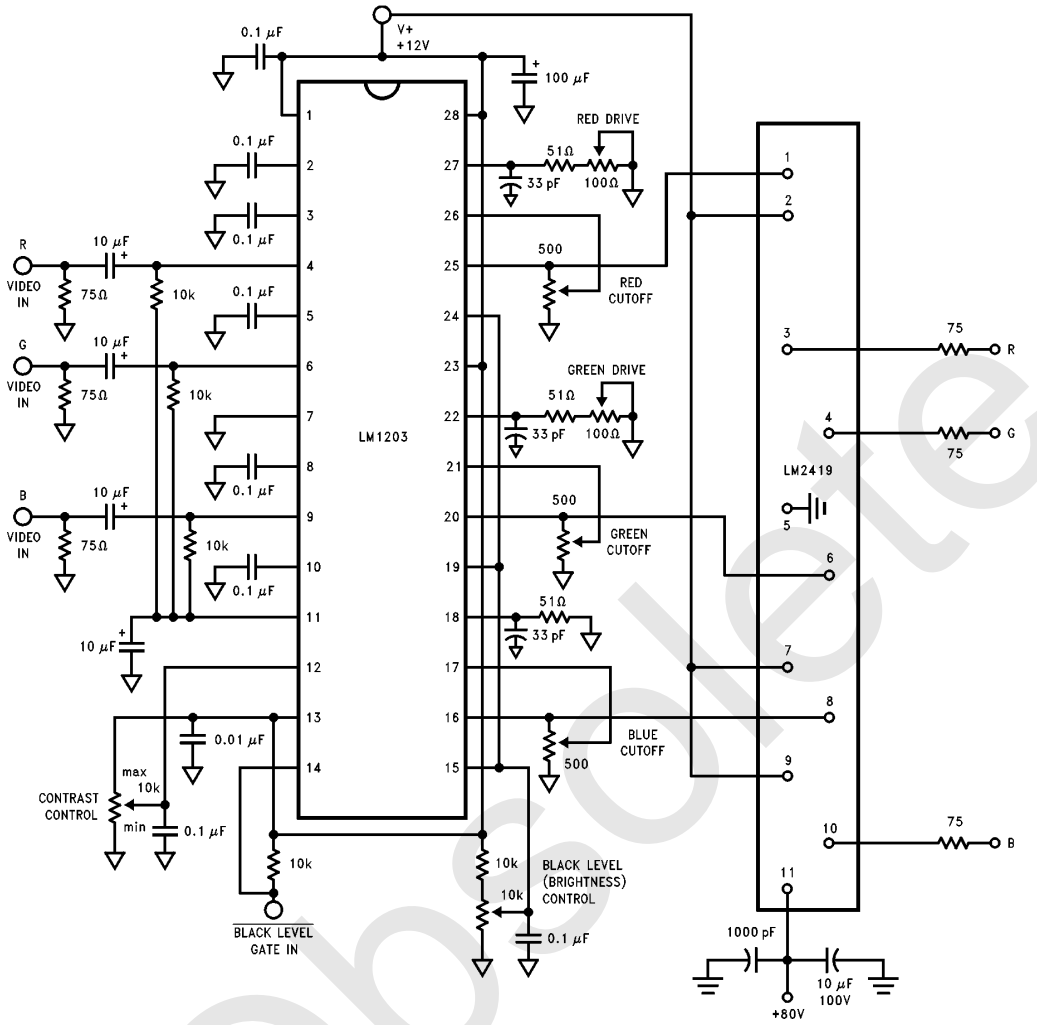 V+
+12V
0.1 μF
+
100 μF
1
28
RED DRIVE
0.1 μF
51Ω
2
27
33 pF
100Ω
1
2
3
26
0.1 μF
R
10 μF
+
500
4
25
VIDEO
IN
75Ω
10k
RED
CUTOFF
0.1 μF
5
24
3
75
R
G
10 μF
+
6
23
VIDEO
IN
75Ω
10k
GREEN DRIVE
51Ω
7
22
33 pF
100Ω
LM1203
4
G
75
8
21
0.1 μF
LM2419
B
10 μF
+
500
9
20
5
VIDEO
IN
75Ω
10k
GREEN
CUTOFF
6
10
19
0.1 μF
51Ω
+
10 μF
11
18
33 pF
12
17
7
8
13
16
0.01 μF
BLUE
CUTOFF
500
14
15
9
max
10k
CONTRAST
CONTROL
min
0.1 μF
10
75
B
10k
10k
BLACK LEVEL
(BRIGHTNESS)
CONTROL
10k
11
BLACK LEVEL
GATE IN
0.1 μF
1000 pF
10 μF
100V
+80V
Obsolete